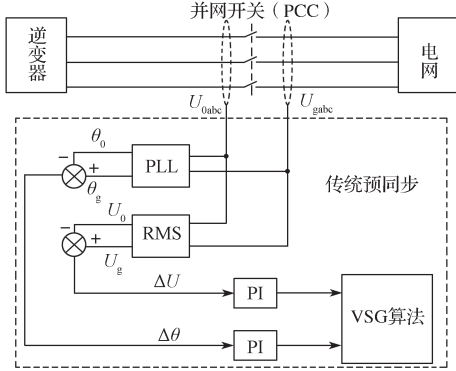 并网开关（PCC）
逆变器
电网
U0abc
Ugabc
θ0
−
+
θg
PLL
传统预同步
U0
−
+
Ug
RMS
ΔU
PI
VSG算法
Δθ
PI